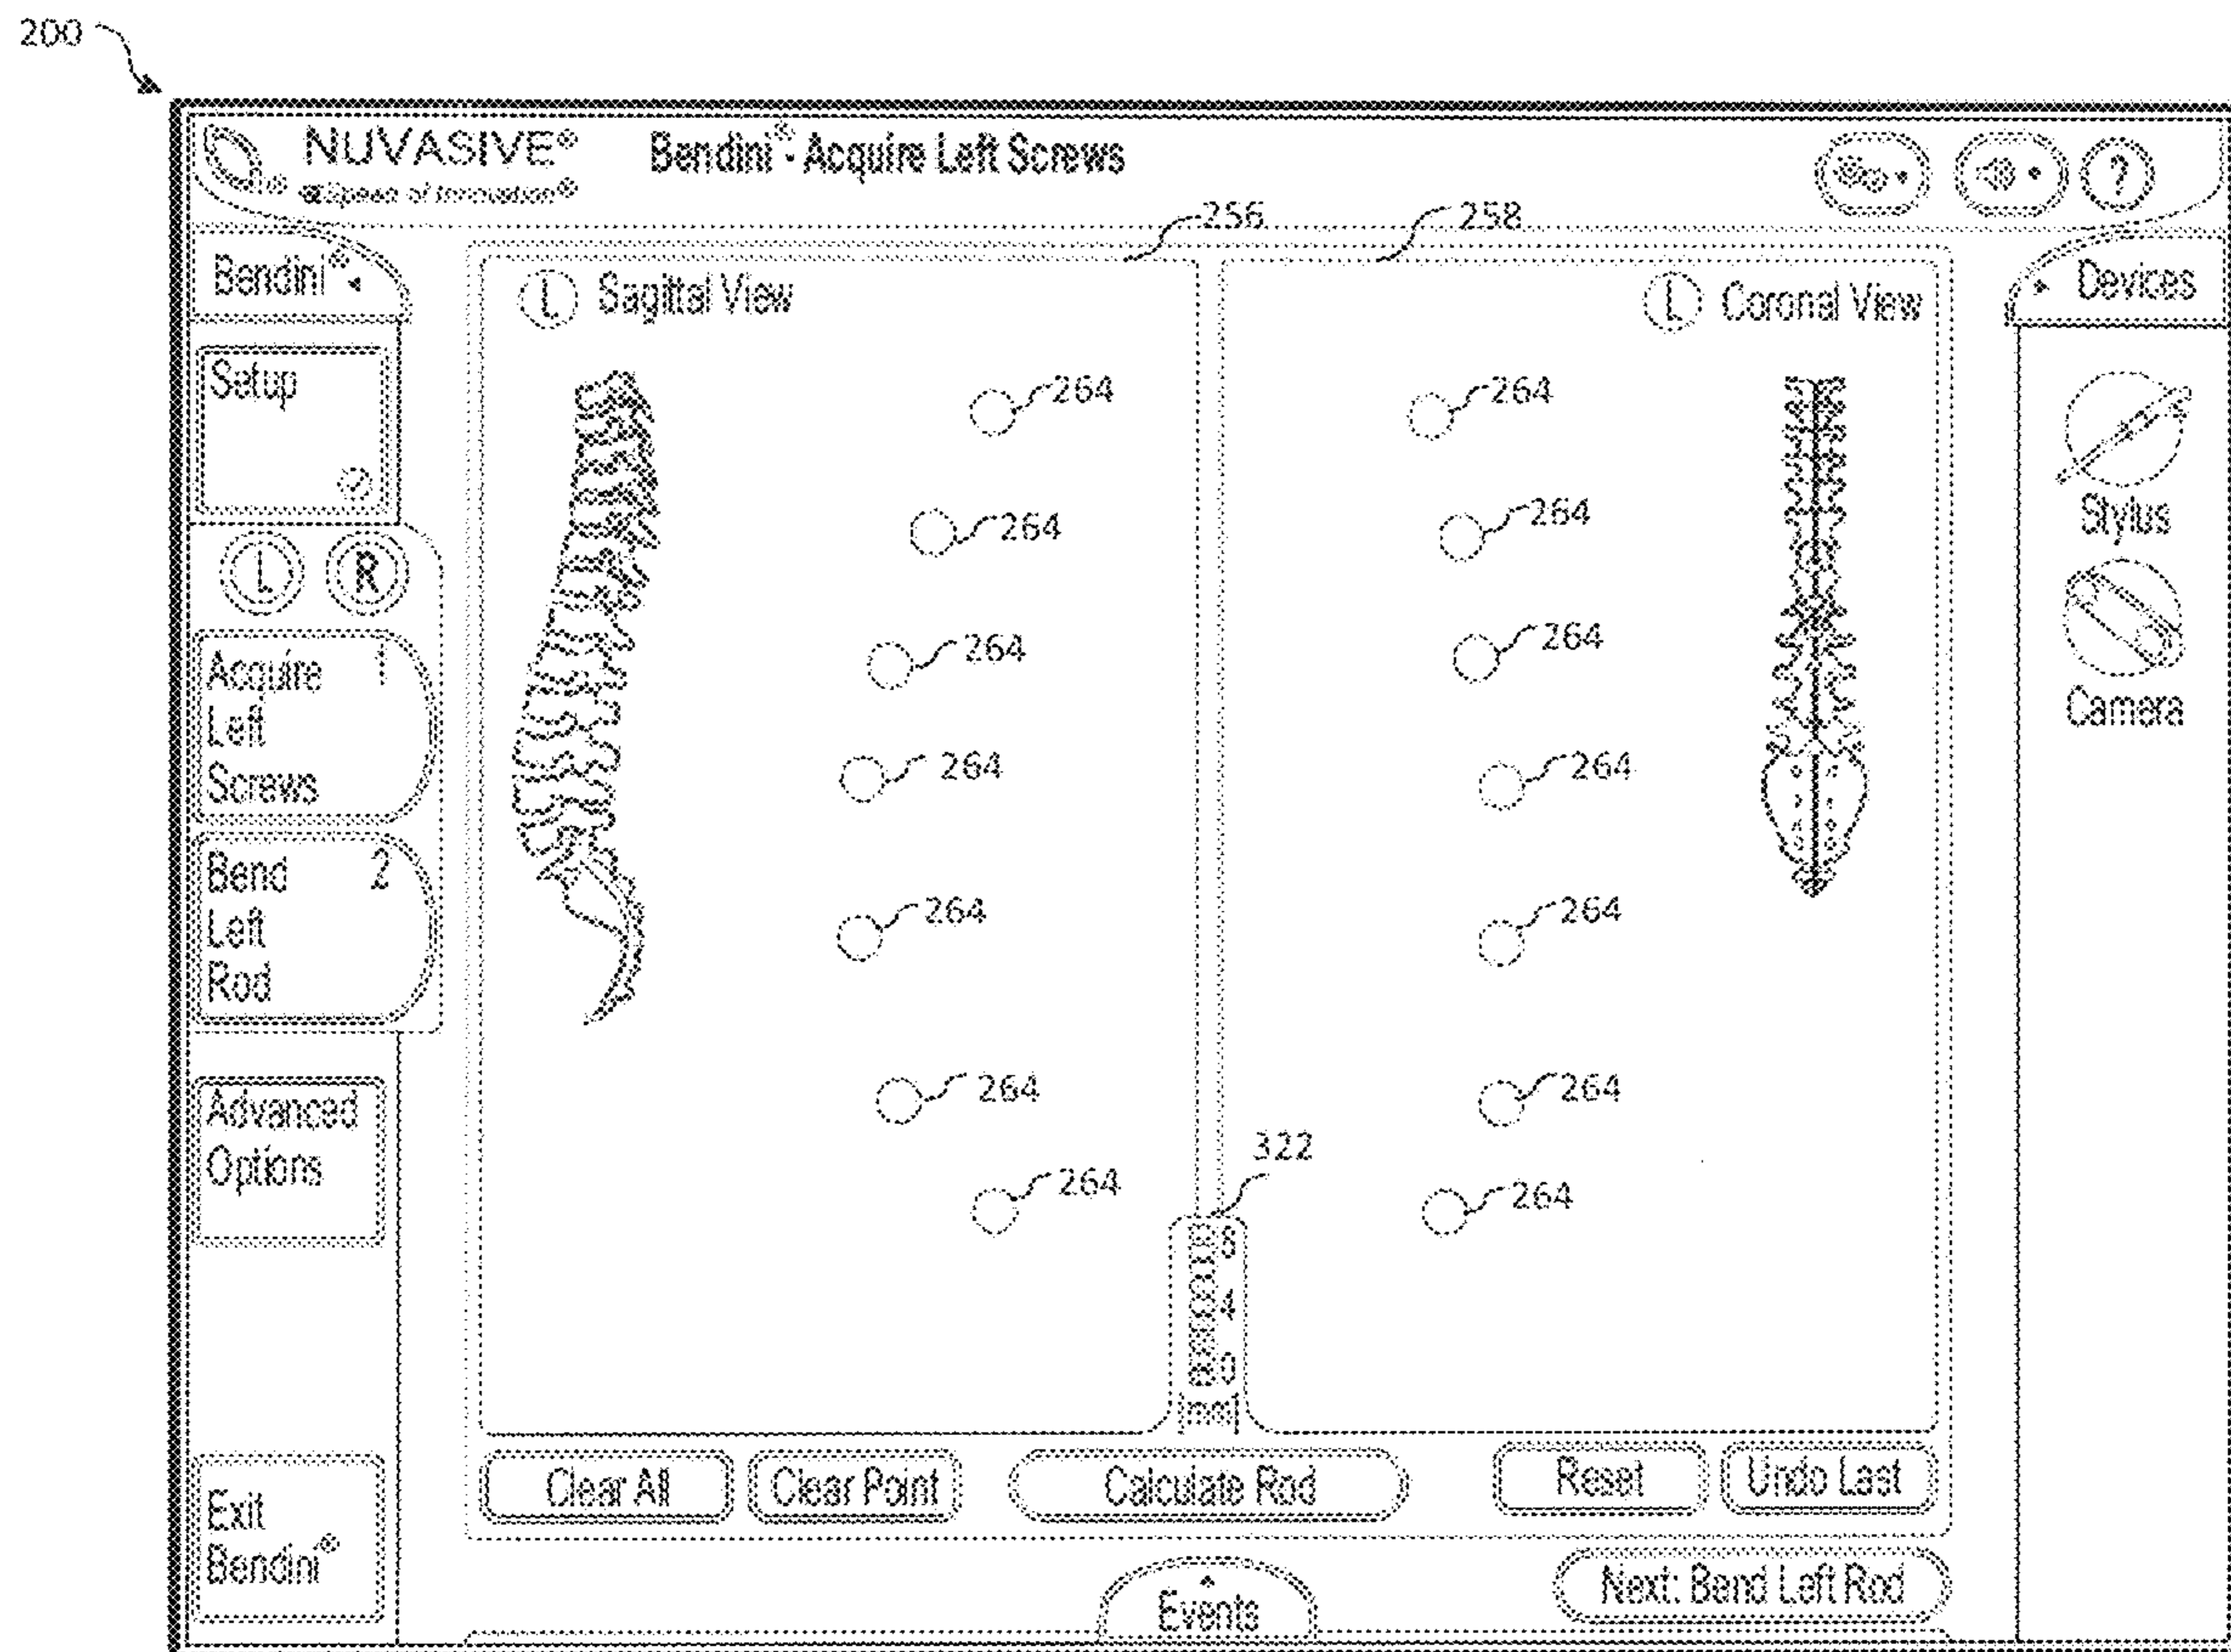 200
NUVASIVE®
Speed of Innovation®
Bendini® - Acquire Left Screws
?
256
258
Bendini®
L Sagittal View
L Coronal View
Devices
Setup
264
264
264
264
Stylus
L R
264
264
Camera
Acquire 1
Left
Screws
264
264
Bend 2
Left
Rod
264
264
Advanced
Options
264
264
322
264
264
8
4
0
mm
Clear All
Clear Point
Calculate Rod
Reset
Undo Last
Exit
Bendini®
Events
Next: Bend Left Rod